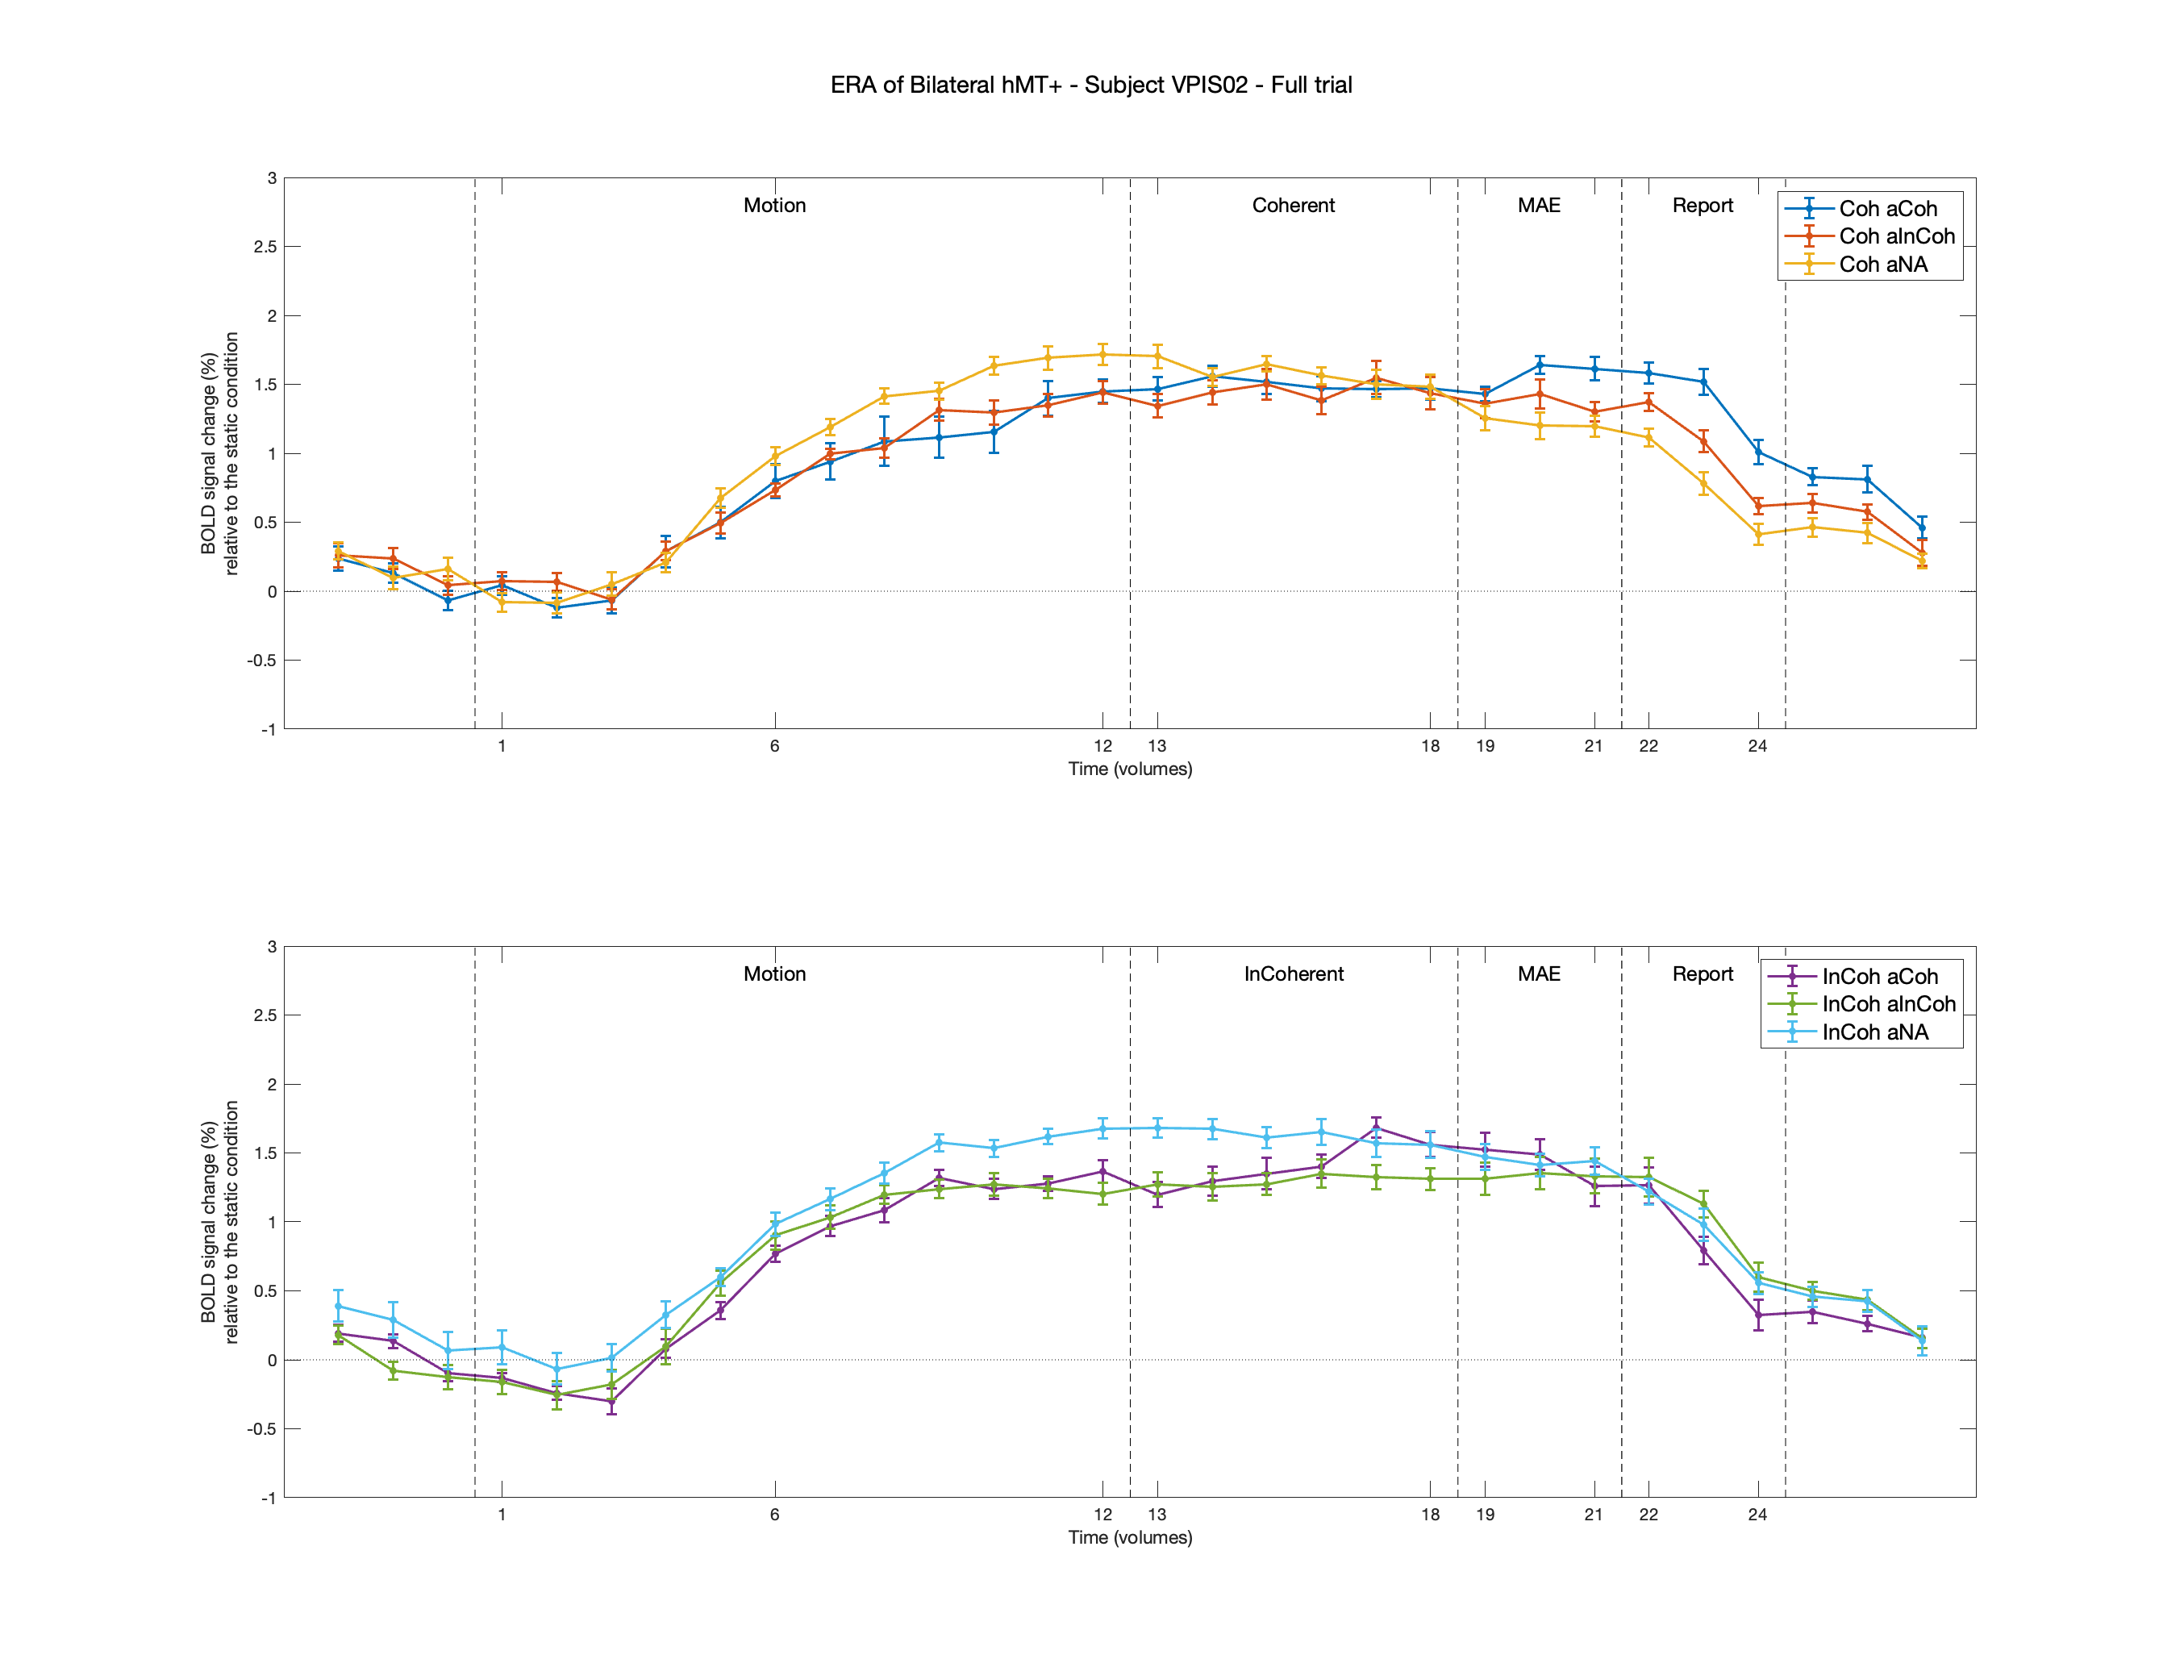 ERA of Bilateral hMT+ - Subject VPIS02 - Full trial
3
2.5
2
1.5
1
0.5
0
-0.5
-1
BOLD signal change (%)
relative to the static condition
Motion
Coherent
MAE
Report
Coh aCoh
Coh aInCoh
Coh aNA
1
6
12
13
18
19
21
22
24
Time (volumes)
3
2.5
2
1.5
1
0.5
0
-0.5
-1
BOLD signal change (%)
relative to the static condition
Motion
InCoherent
MAE
Report
InCoh aCoh
InCoh aInCoh
InCoh aNA
1
6
12
13
18
19
21
22
24
Time (volumes)